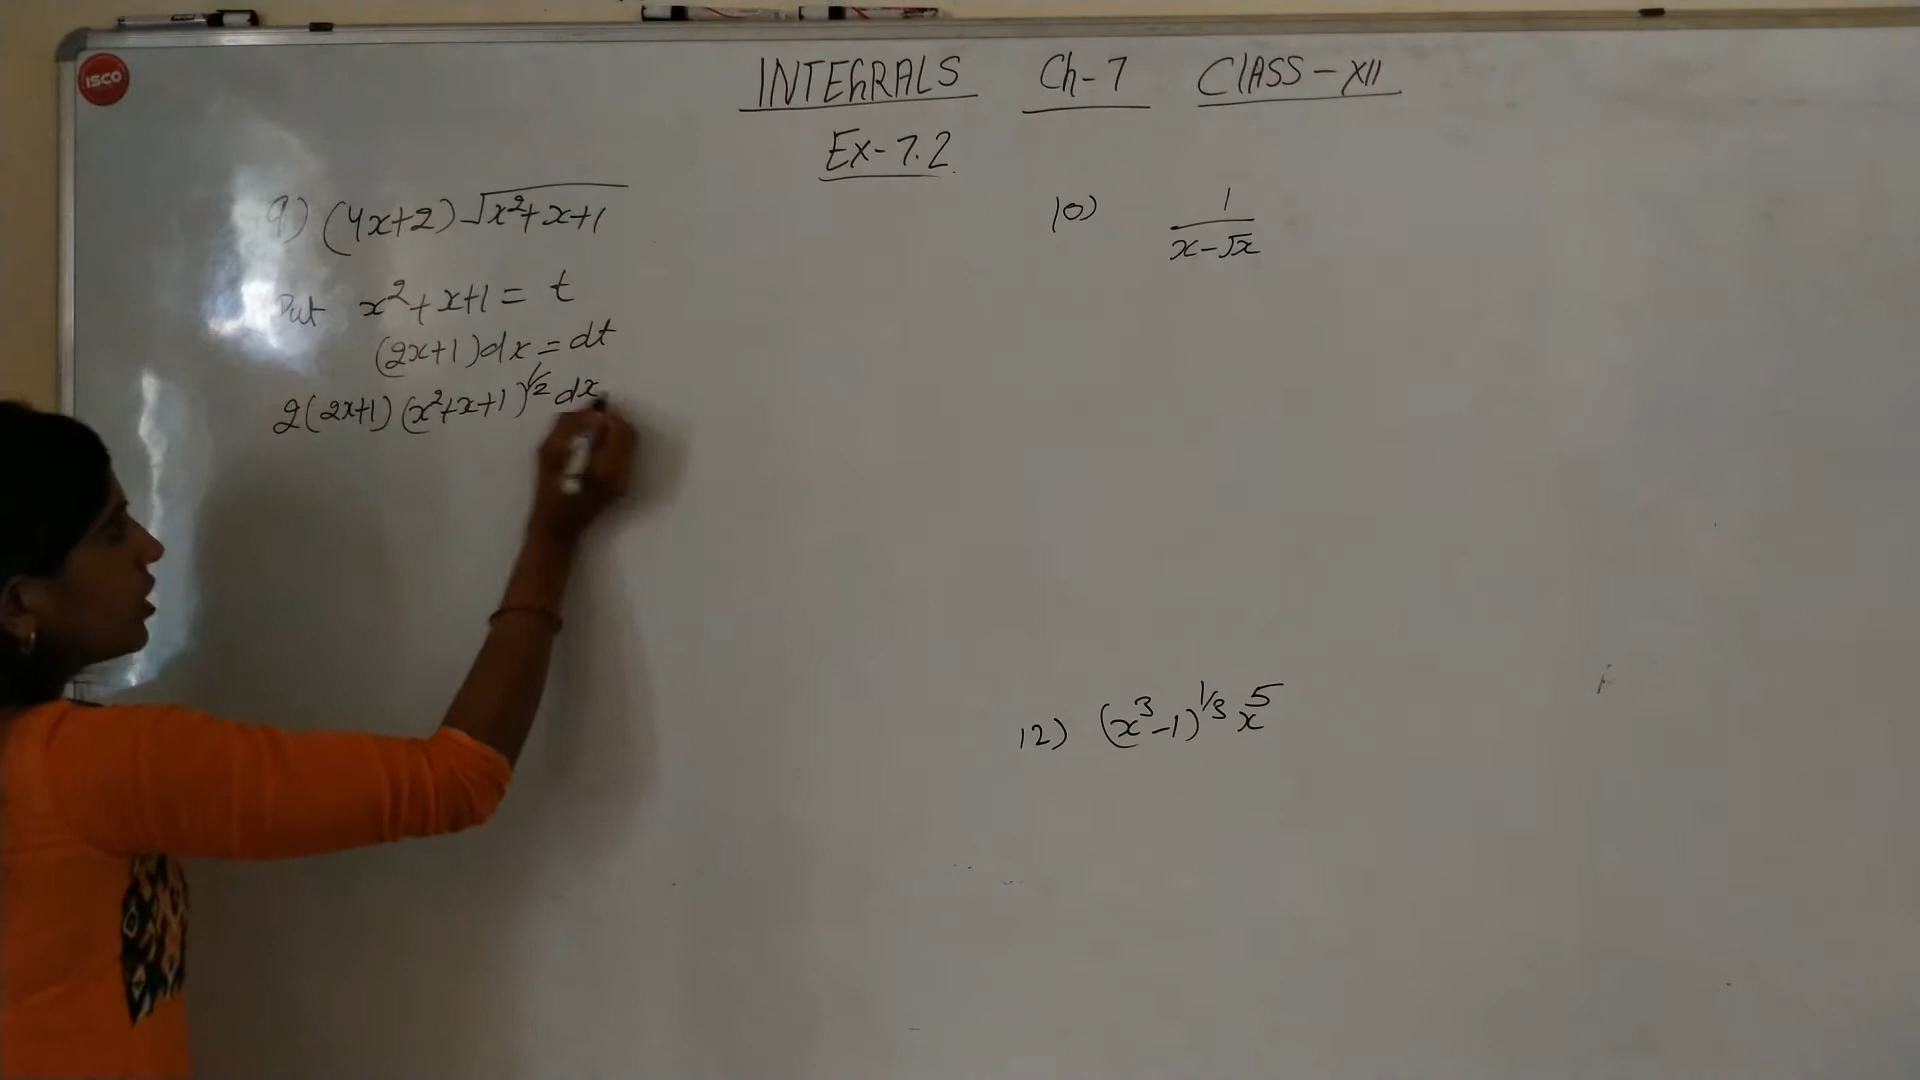 ISCO
INTEGRALS Ch-7 CLASS-XII
Ex-7.2.
9) (4x+2) √x²+x+1
Put x²+x+1 = t
(2x+1)dx = dt
2(2x+1) (x²+x+1)^1/2 dx
10) 1/(x-√x)
12) (x³-1)^1/3 x⁵